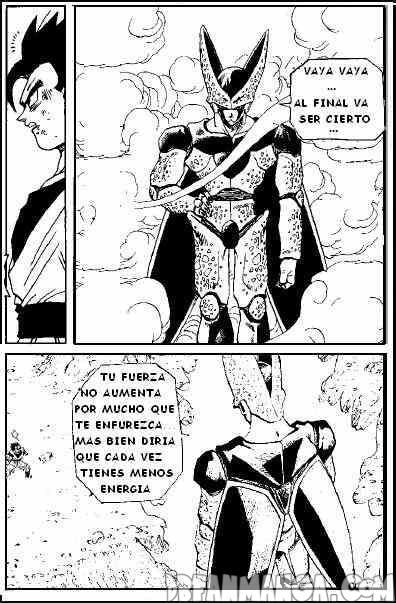 VAYA VAYA
...
AL FINAL VA
SER CIERTO
...
TU FUERZA
NO AUMENTA
POR MUCHO QUE
TE ENFUREZCA
MAS BIEN DIRIA
QUE CADA VEZ
TIENES MENOS
ENERGIA
DBFANMANGA.COM